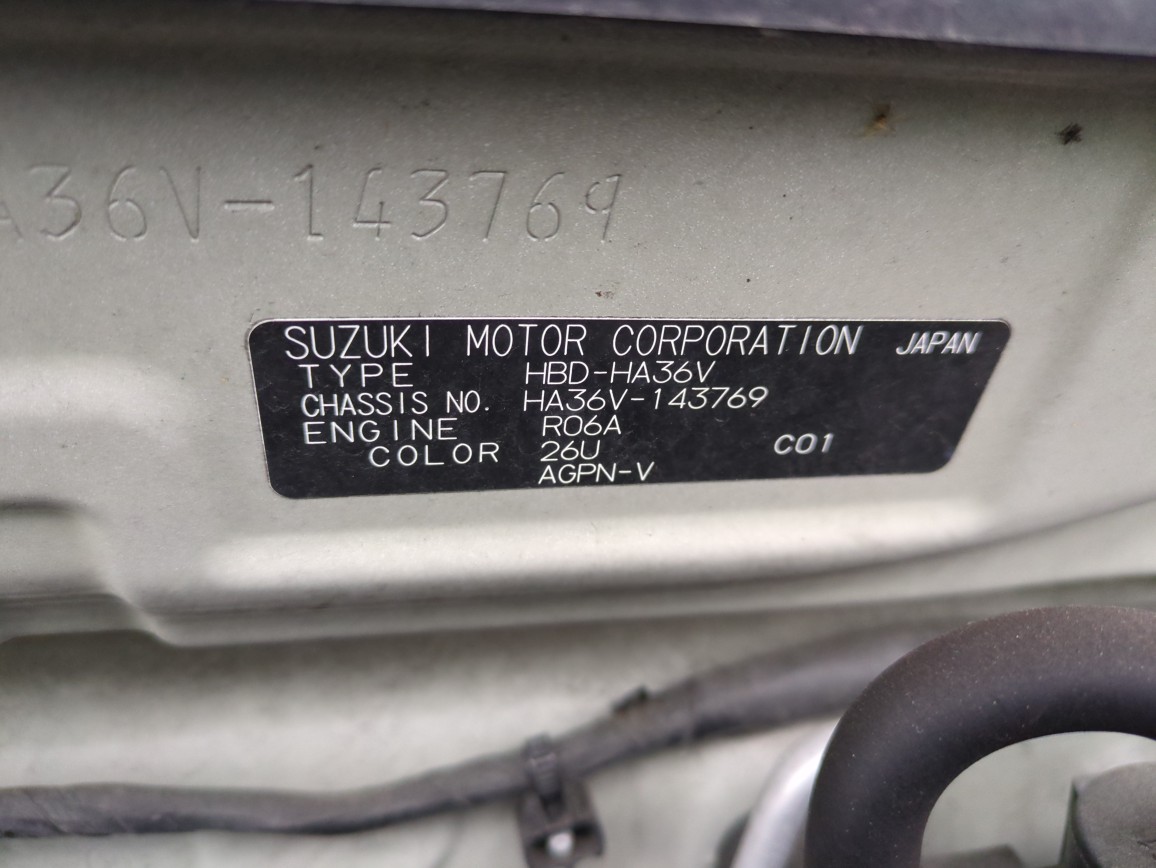 A36V-143769
SUZUKI MOTOR CORPORATION JAPAN
TYPE HBD-HA36V
CHASSIS NO. HA36V-143769
ENGINE R06A
COLOR 26U C01
AGPN-V